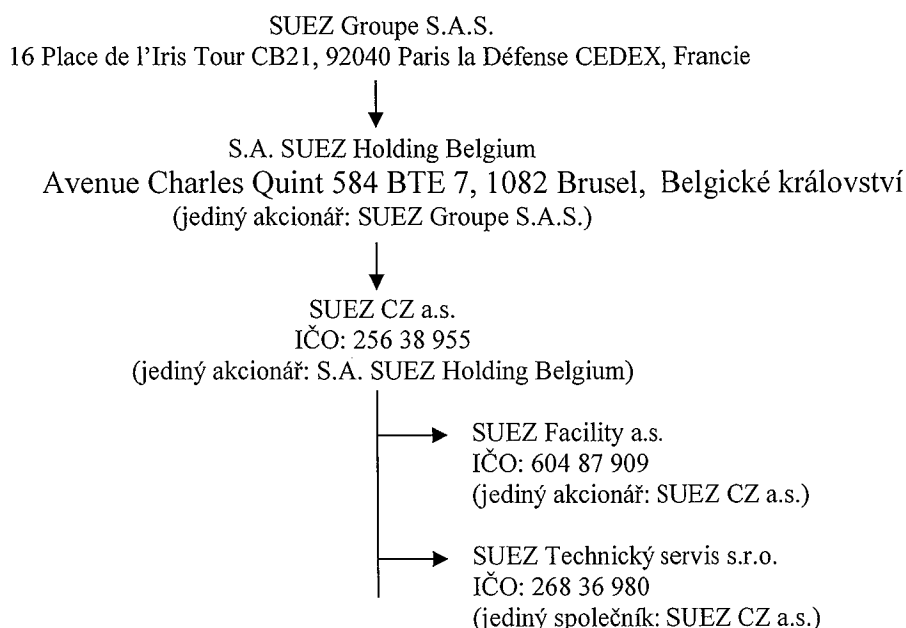 SUEZ Groupe S.A.S.
16 Place de l'Iris Tour CB21, 92040 Paris la Défense CEDEX, Francie
S.A. SUEZ Holding Belgium
Avenue Charles Quint 584 BTE 7, 1082 Brusel, Belgické království
(jediný akcionář: SUEZ Groupe S.A.S.)
SUEZ CZ a.s.
IČO: 256 38 955
(jediný akcionář: S.A. SUEZ Holding Belgium)
SUEZ Facility a.s.
IČO: 604 87 909
(jediný akcionář: SUEZ CZ a.s.)
SUEZ Technický servis s.r.o.
IČO: 268 36 980
(jediný společník: SUEZ CZ a.s.)